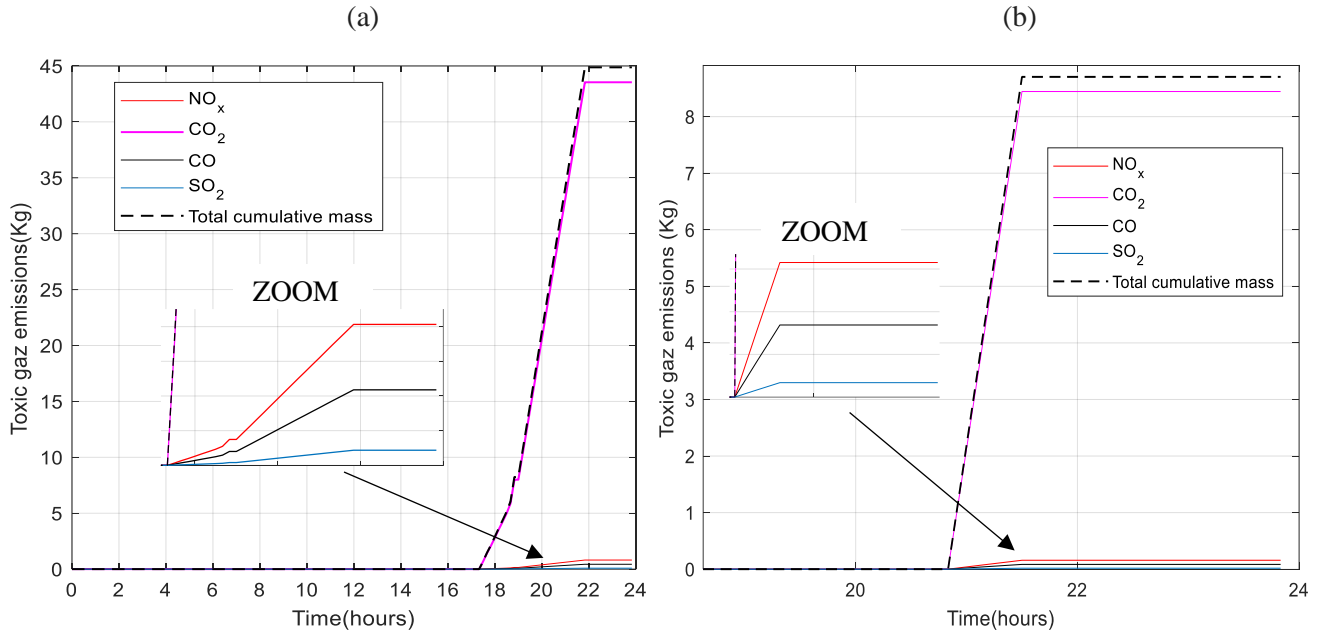 (a)
45
40
35
30
25
20
15
10
5
0
Toxic gaz emissions(Kg)
NOx
CO2
CO
SO2
Total cumulative mass
ZOOM
0 2 4 6 8 10 12 14 16 18 20 22 24
Time(hours)
(b)
8
7
6
5
4
3
2
1
0
Toxic gaz emissions (Kg)
NOx
CO2
CO
SO2
Total cumulative mass
ZOOM
20 22 24
Time(hours)